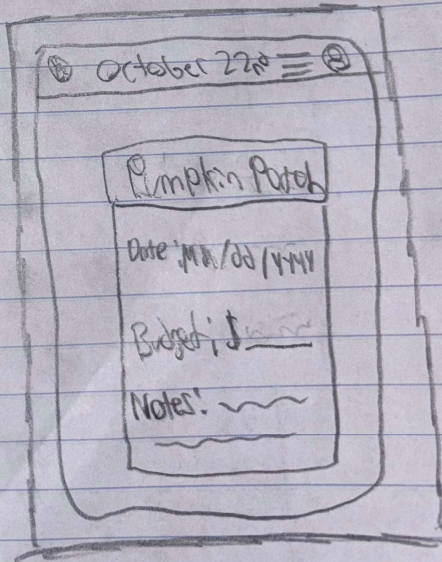 October 22nd
Pumpkin Patch
Date: MM/dd/yyyy
Budget: $
Notes: